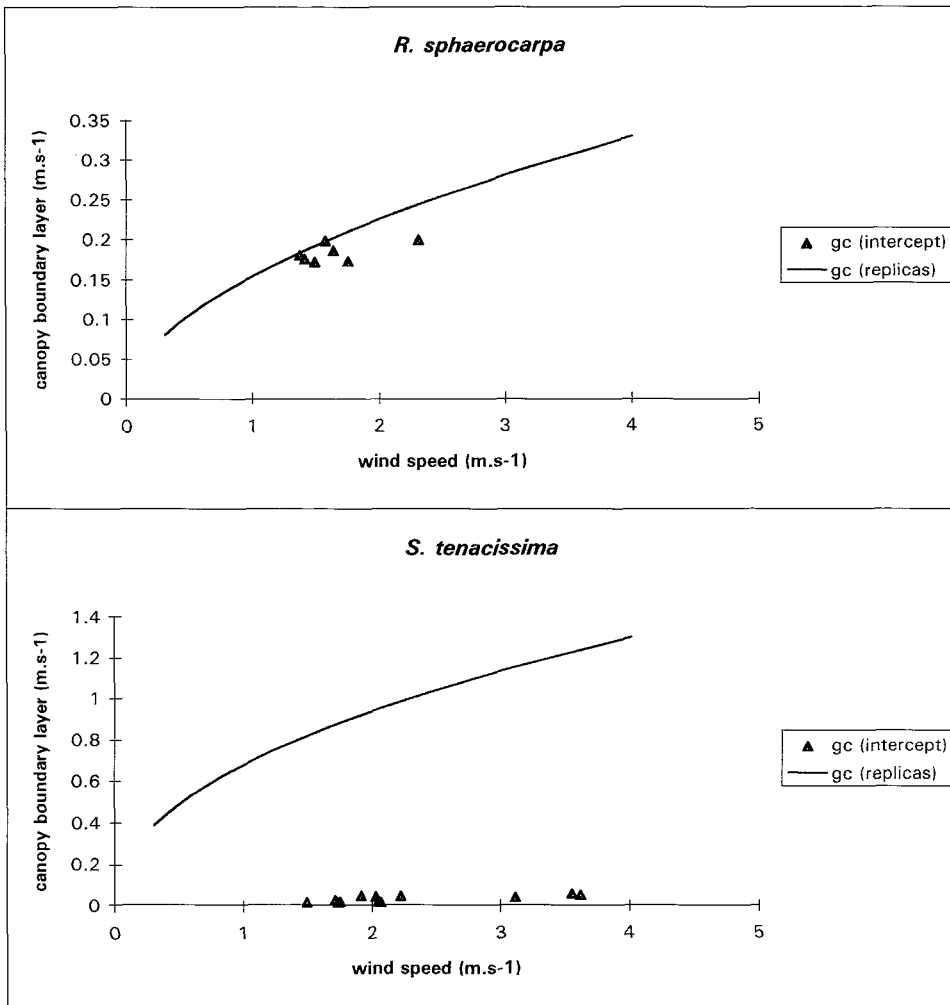 R. sphaerocarpa
canopy boundary layer (m.s-1)
0.35
0.3
0.25
0.2
0.15
0.1
0.05
0
0 1 2 3 4 5
wind speed (m.s-1)
gc (intercept)
gc (replicas)
S. tenacissima
canopy boundary layer (m.s-1)
1.4
1.2
1
0.8
0.6
0.4
0.2
0
0 1 2 3 4 5
wind speed (m.s-1)
gc (intercept)
gc (replicas)